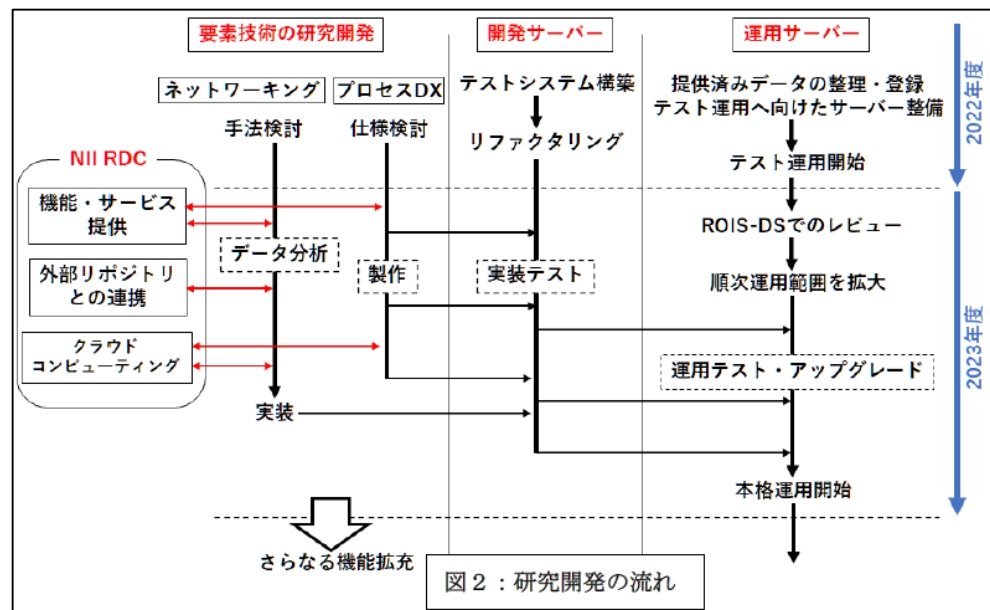 要素技術の研究開発
開発サーバー
運用サーバー
ネットワーキング
プロセスDX
手法検討
仕様検討
テストシステム構築
リファクタリング
提供済みデータの整理・登録
テスト運用へ向けたサーバー整備
テスト運用開始
2022年度
NII RDC
機能・サービス
提供
外部リポジトリ
との連携
クラウド
コンピューティング
データ分析
製作
実装テスト
ROIS-DSでのレビュー
順次運用範囲を拡大
運用テスト・アップグレード
2023年度
実装
本格運用開始
さらなる機能拡充
図2:研究開発の流れ